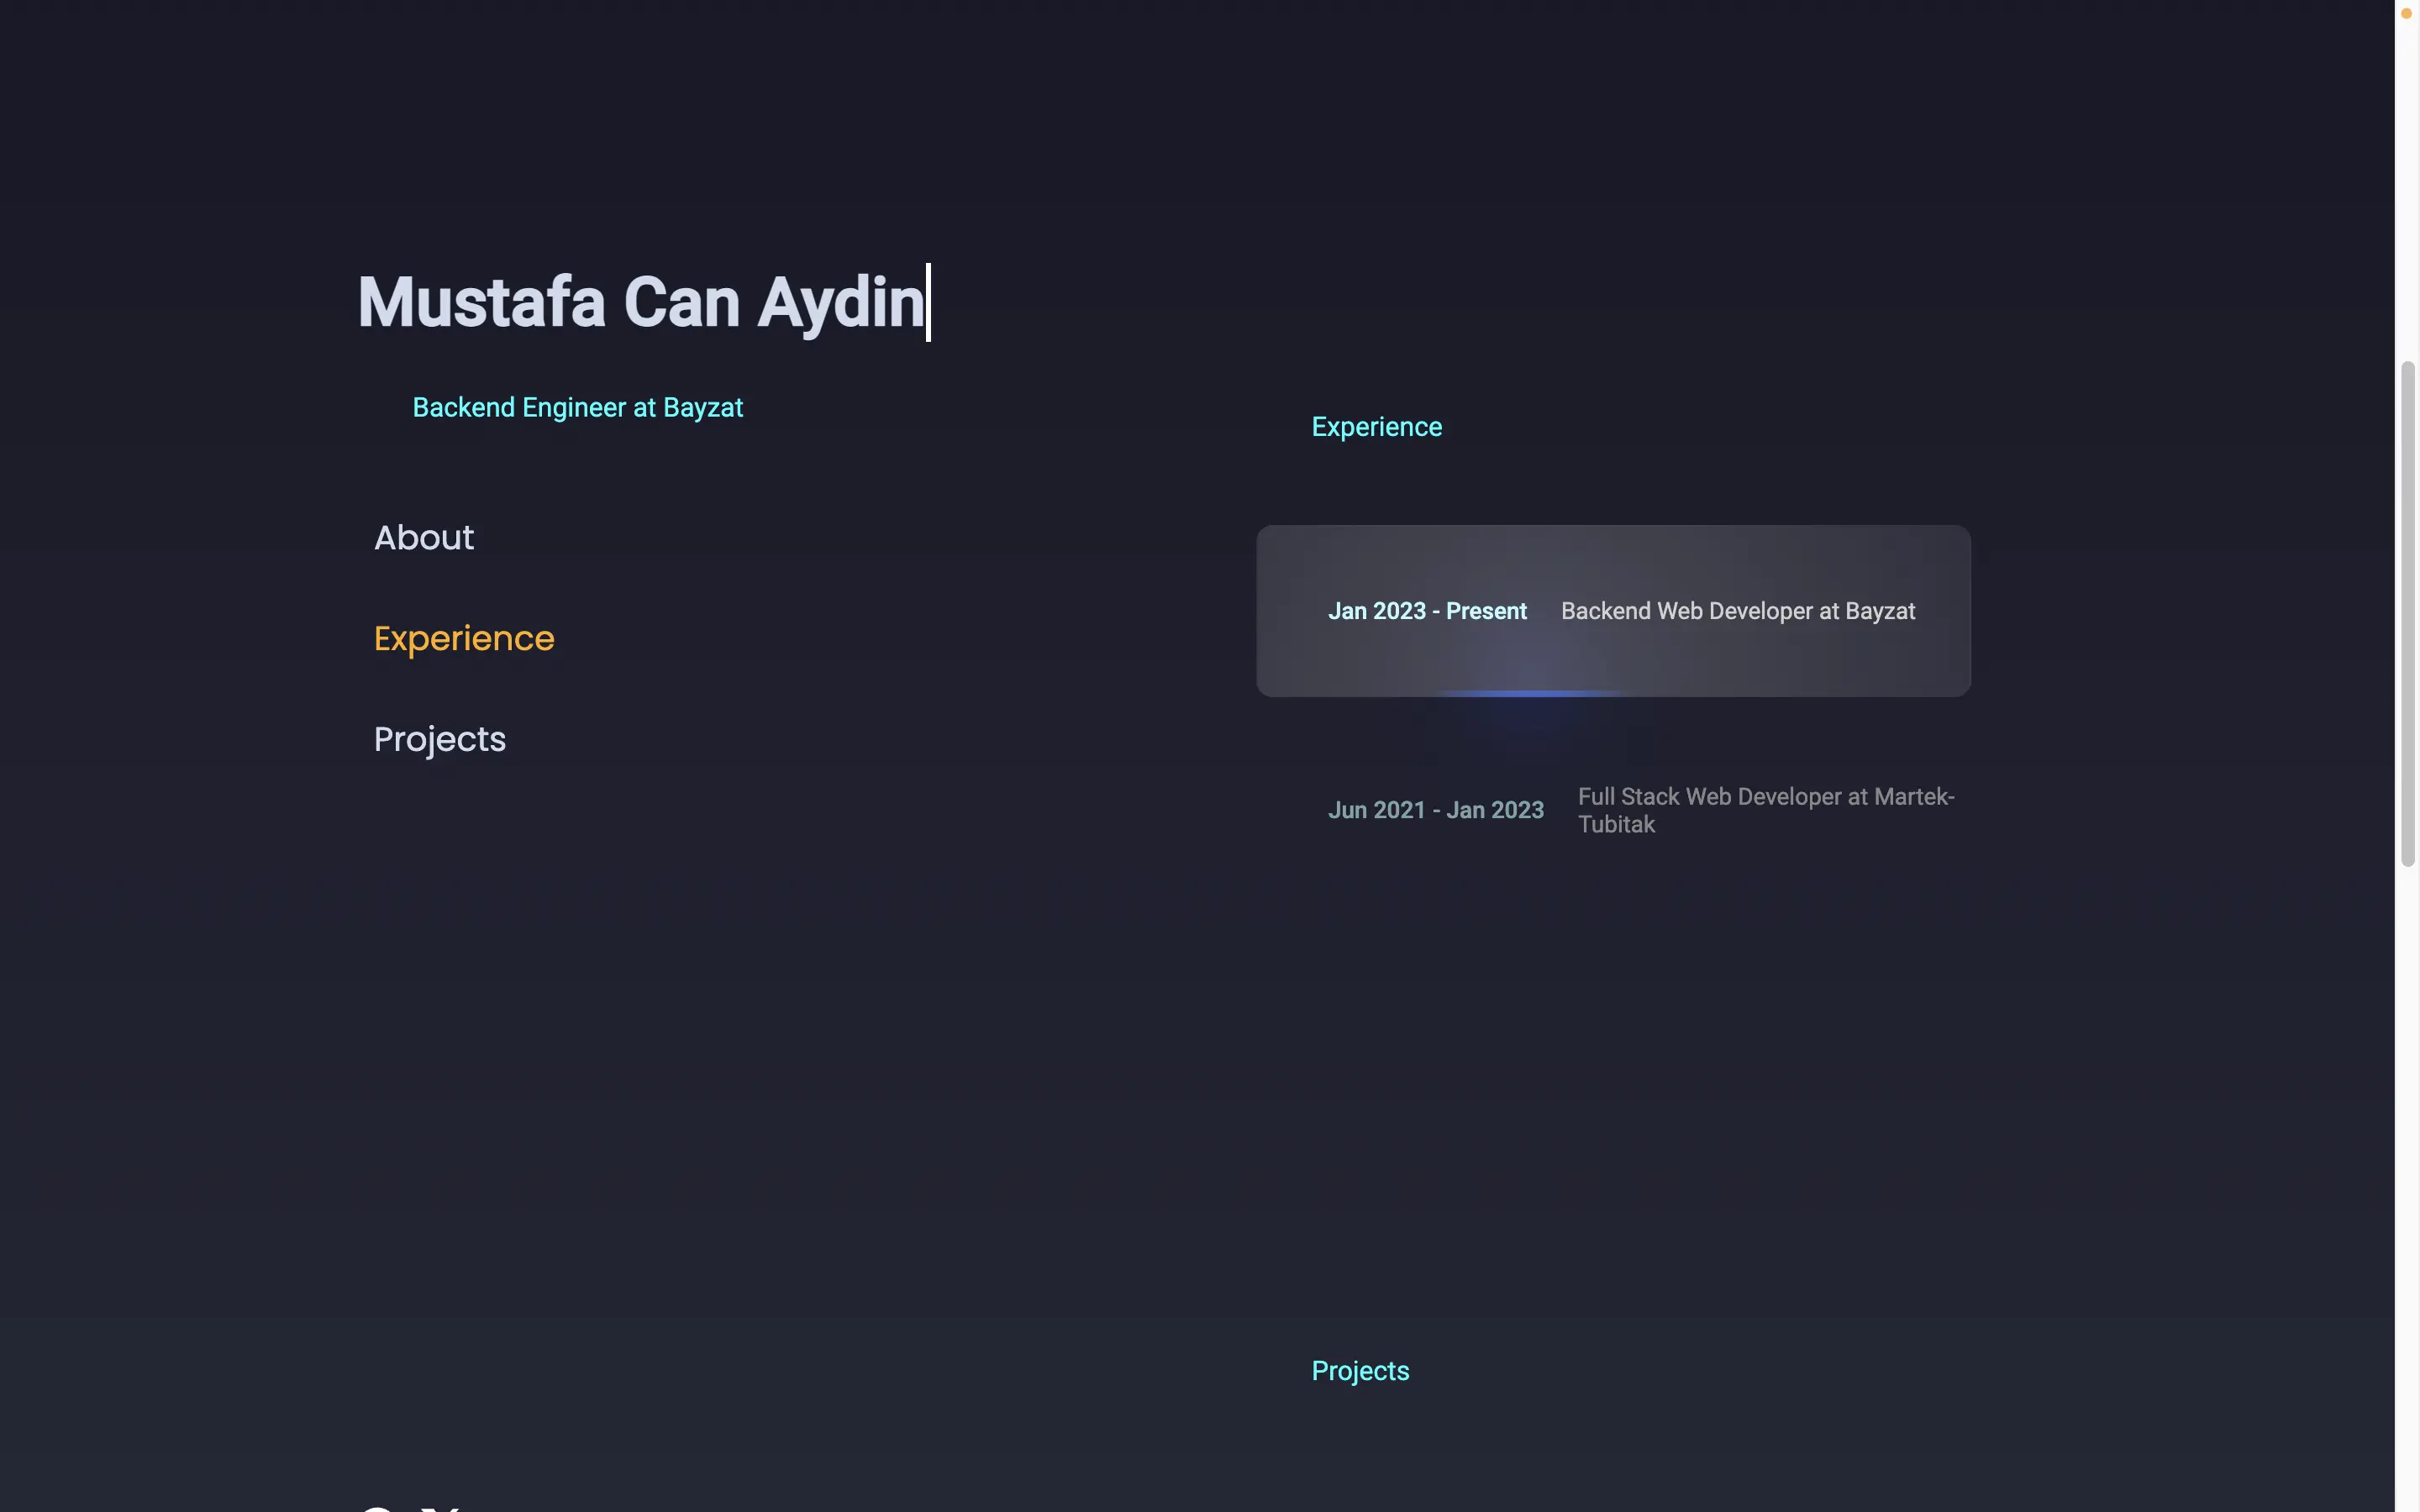 Mustafa Can Aydin
Backend Engineer at Bayzat
About
Experience
Projects
Experience
Jan 2023 - Present
Backend Web Developer at Bayzat
Jun 2021 - Jan 2023
Full Stack Web Developer at Martek-
Tubitak
Projects